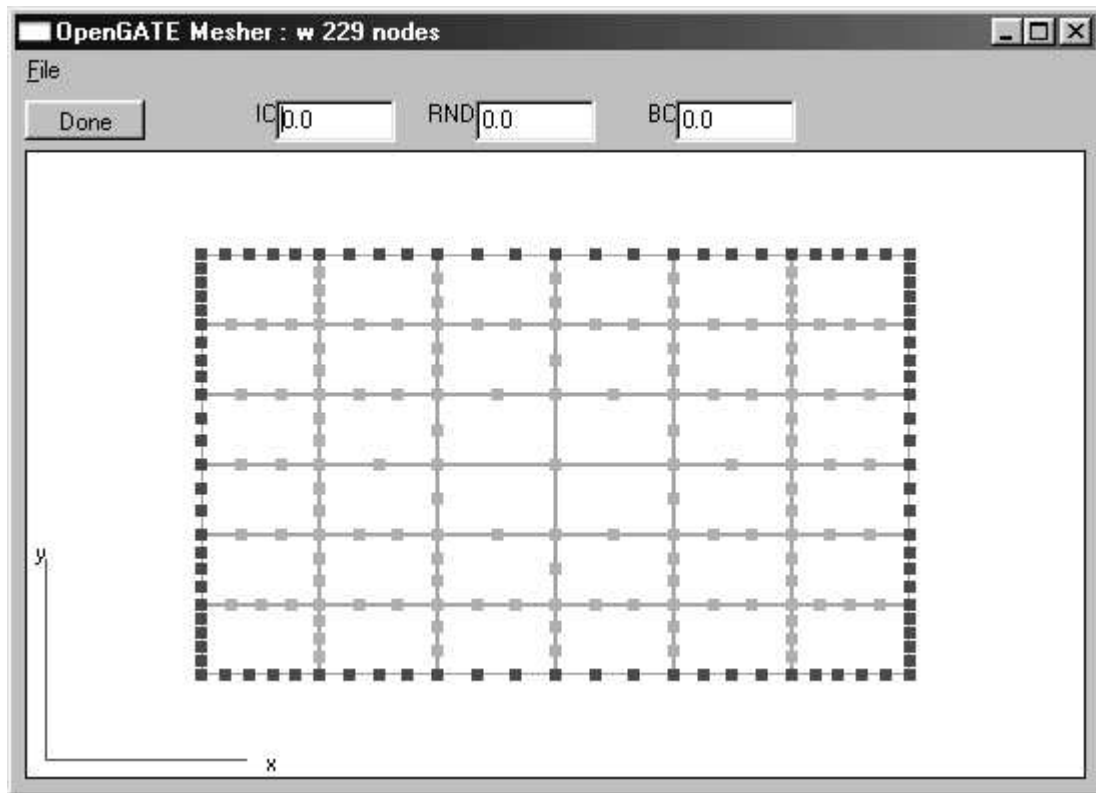 OpenGATE Mesher : w 229 nodes
File
Done IC 0.0 RND 0.0 BC 0.0
y
x